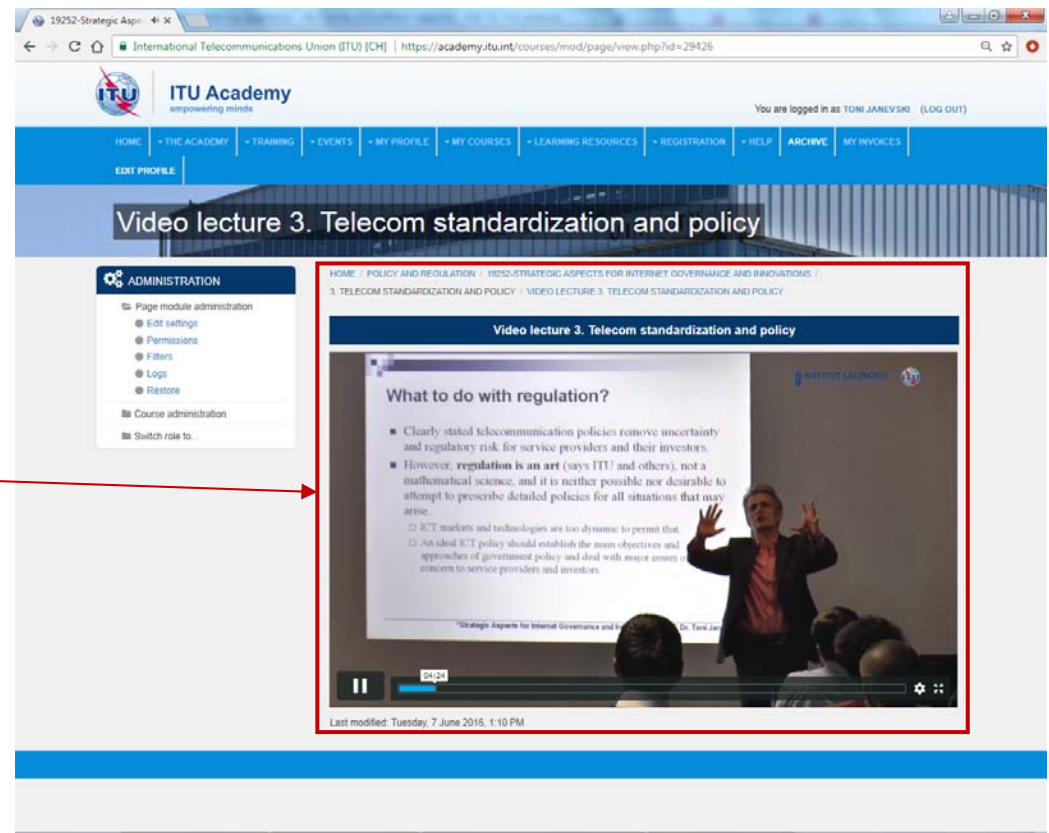 19252-Strategic Aspe
International Telecommunications Union (ITU) [CH] | https://academy.itu.int/courses/mod/page/view.php?id=29426
ITU Academy
empowering minds
You are logged in as TONI JANEVSKI (LOG OUT)
HOME THE ACADEMY TRAINING EVENTS MY PROFILE MY COURSES LEARNING RESOURCES REGISTRATION HELP ARCHIVE MY INVOICES
EDIT PROFILE
Video lecture 3. Telecom standardization and policy
ADMINISTRATION
Page module administration
Edit settings
Permissions
Filters
Logs
Restore
Course administration
Switch role to...
HOME / POLICY AND REGULATION / 19252-STRATEGIC ASPECTS FOR INTERNET GOVERNANCE AND INNOVATIONS /
3. TELECOM STANDARDIZATION AND POLICY / VIDEO LECTURE 3. TELECOM STANDARDIZATION AND POLICY
Video lecture 3. Telecom standardization and policy
What to do with regulation?
Clearly stated telecommunication policies remove uncertainty
and regulatory risk for service providers and their investors.
However, regulation is an art (says ITU and others), not a
mathematical science, and it is neither possible nor desirable to
attempt to prescribe detailed policies for all situations that may
arise.
ICT markets and technologies are too dynamic to permit that.
An ideal ICT policy should establish the main objectives and
approaches of government policy and deal with major issues o
concern to service providers and investors.
"Strategic Aspects for Internet Governance and In Dr. Toni Jan
04:24
Last modified: Tuesday, 7 June 2016, 1:10 PM